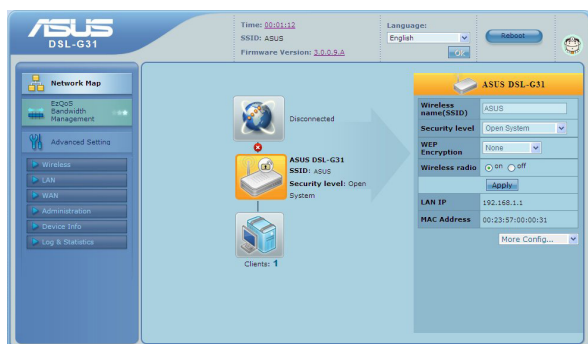 ASUS
DSL-G31
Time: 00:01:12
SSID: ASUS
Firmware Version: 3.0.0.9.A
Language:
English
Reboot
Network Map
EzQoS
Bandwidth
Management
Advanced Setting
Wireless
LAN
WAN
Administration
Device Info
Log & Statistics
Disconnected
ASUS DSL-G31
SSID: ASUS
Security level: Open
System
Clients: 1
ASUS DSL-G31
Wireless
name(SSID)
ASUS
Security level
Open System
WEP
Encryption
None
Wireless radio
on off
Apply
LAN IP
192.168.1.1
MAC Address
00:23:57:00:00:31
More Config...